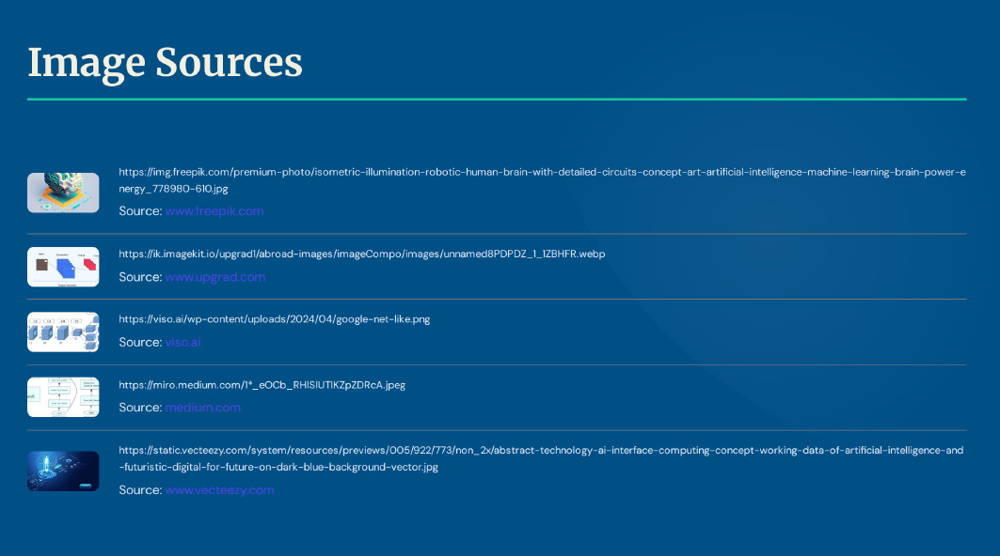 Image Sources
https://img.freepik.com/premium-photo/isometric-illumination-robotic-human-brain-with-detailed-circuits-concept-art-artificial-intelligence-machine-learning-brain-power-e
nergy_778980-610.jpg
Source: www.freepik.com
https://ik.imagekit.io/upgrad1/abroad-images/imageCompo/images/unnamed8PDPDZ_1_1ZBHFR.webp
Source: www.upgrad.com
https://viso.ai/wp-content/uploads/2024/04/google-net-like.png
Source: viso.ai
https://miro.medium.com/1*_eOCb_RHISIUTIKZpZDRcA.jpeg
Source: medium.com
https://static.vecteezy.com/system/resources/previews/005/922/773/non_2x/abstract-technology-ai-interface-computing-concept-working-data-of-artificial-intelligence-and
-futuristic-digital-for-future-on-dark-blue-background-vector.jpg
Source: www.vecteezy.com